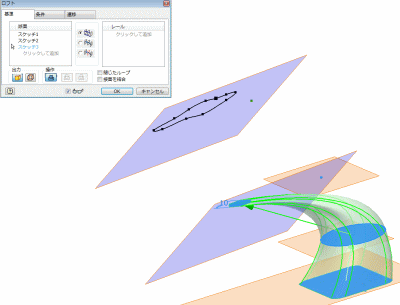 ロフト
基準
条件
遷移
断面
スケッチ1
スケッチ2
スケッチ3
クリックして追加
レール
クリックして追加
出力
操作
閉じたループ
接面を結合
OK
キャンセル